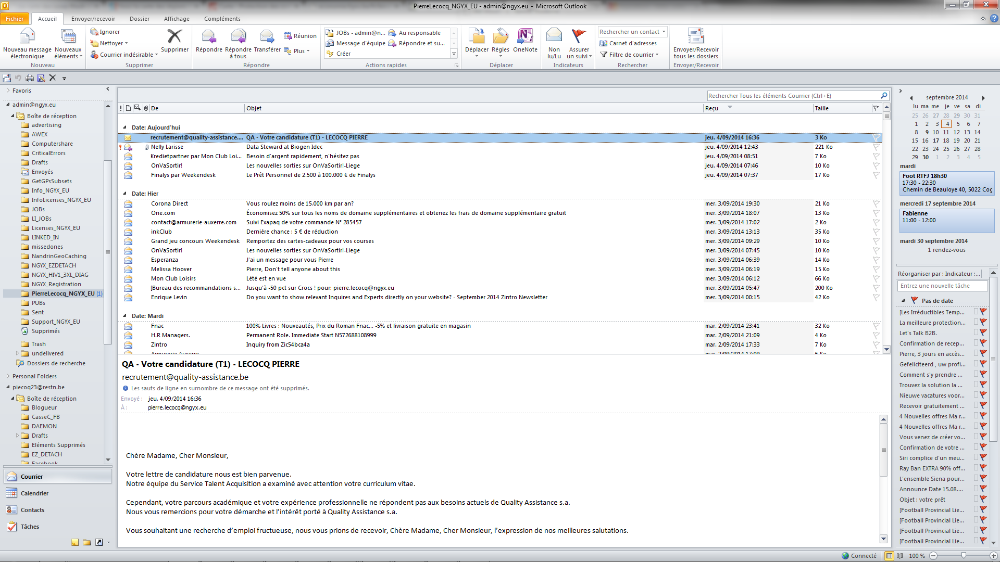 PierreLecocq_NGYX_EU - admin@ngyx.eu - Microsoft Outlook
Fichier
Accueil
Envoyer/recevoir
Dossier
Affichage
Compléments
Nouveau message électronique
Nouveaux éléments
Nouveau
Ignorer
Nettoyer
Courrier indésirable
Supprimer
Supprimer
Répondre
Répondre à tous
Transférer
Réunion
Plus
Répondre
JOBs - admin@n...
Au responsable
Message d'équipe
Répondre et su...
Créer
Actions rapides
Déplacer
Règles
OneNote
Déplacer
Non lu/Lu
Assurer un suivi
Indicateurs
Rechercher un contact
Carnet d'adresses
Filtre de courrier
Rechercher
Envoyer/Recevoir tous les dossiers
Envoyer/Recevoir
Favoris
admin@ngyx.eu
Boîte de réception
advertising
AWEX
Computershare
CriticalErrors
Drafts
Envoyés
GetGPsSubsets
Info_NGYX_EU
InfoLicenses_NGYX_EU
JOBs
LI_JOBs
Licenses_NGYX_EU
LINKED_IN
missedones
NandrinGeoCaching
NGYX_EZDETACH
NGYX_HIV1_3XL_DIAG
NGYX_Registration
PierreLecocq_NGYX_EU (1)
PUBs
Sent
Support_NGYX_EU
Supprimés
Trash
undelivered
Dossiers de recherche
Personal Folders
piecoq23@restn.be
Boîte de réception
Blogueur
CasseC_FB
DAEMON
Drafts
Eléments Supprimés
EZ_DETACH
Facebook
Courrier
Calendrier
Contacts
Tâches
Rechercher Tous les éléments Courrier (Ctrl+E)
De Objet Reçu Taille
Date: Aujourd'hui
recrutement@quality-assistance.... QA - Votre candidature (T1) - LECOCQ PIERRE jeu. 4/09/2014 16:36 3 Ko
Nelly Larisse Data Steward at Biogen Idec jeu. 4/09/2014 12:43 221 Ko
Kredietpartner par Mon Club Loi... Besoin d'argent rapidement, n'hésitez pas jeu. 4/09/2014 08:51 7 Ko
OnVaSortir! Les nouvelles sorties sur OnVaSortir!-Liege jeu. 4/09/2014 07:46 10 Ko
Finalys par Weekendesk Le Prêt Personnel de 2.500 à 100.000 € de Finalys jeu. 4/09/2014 07:37 17 Ko
Date: Hier
Corona Direct Vous roulez moins de 15.000 km par an? mer. 3/09/2014 19:30 21 Ko
One.com Économisez 50% sur tous les noms de domaine supplémentaires et obtenez les frais de domaine supplémentaire gratuit mer. 3/09/2014 18:07 13 Ko
contact@armurerie-auxerre.com Suivi Exapaq de votre commande N° 285457 mer. 3/09/2014 17:02 2 Ko
inkClub Dernière chance : 5 € de réduction mer. 3/09/2014 13:13 35 Ko
Grand jeu concours Weekendesk Remportez des cartes-cadeaux pour vos courses mer. 3/09/2014 09:29 10 Ko
OnVaSortir! Les nouvelles sorties sur OnVaSortir!-Liege mer. 3/09/2014 07:45 10 Ko
Esperanza J'ai un message pour vous Pierre mer. 3/09/2014 06:39 14 Ko
Melissa Hoover Pierre, Don't tell anyone about this mer. 3/09/2014 06:19 15 Ko
Mon Club Loisirs Lété est en vue mer. 3/09/2014 06:12 66 Ko
[Bureau des recommandations s... Jusqu'à -50 pct sur Crocs ! pour: pierre.lecocq@ngyx.eu mer. 3/09/2014 05:47 200 Ko
Enrique Levin Do you want to show relevant Inquires and Experts directly on your website? - September 2014 Zintro Newsletter mer. 3/09/2014 00:15 42 Ko
Date: Mardi
Fnac 100% Livres : Nouveautés, Prix du Roman Fnac... -5% et livraison gratuite en magasin mar. 2/09/2014 23:41 32 Ko
H.R Managers. Permanent Role. Immediate Start N572688108999 mar. 2/09/2014 21:09 4 Ko
Zintro Inquiry from Zic54bca4a mar. 2/09/2014 17:33 7 Ko
Armurerie Auxerre mar. 2/09/2014 17:09 6 Ko
QA - Votre candidature (T1) - LECOCQ PIERRE
recrutement@quality-assistance.be
Les sauts de ligne en surnombre de ce message ont été supprimés.
Envoyé : jeu. 4/09/2014 16:36
À : pierre.lecocq@ngyx.eu
Chère Madame, Cher Monsieur,
Votre lettre de candidature nous est bien parvenue.
Notre équipe du Service Talent Acquisition a examiné avec attention votre curriculum vitae.
Cependant, votre parcours académique et votre expérience professionnelle ne répondent pas aux besoins actuels de Quality Assistance s.a.
Nous vous remercions pour votre démarche et l'intérêt porté à Quality Assistance s.a.
Vous souhaitant une recherche d'emploi fructueuse, nous vous prions de recevoir, Chère Madame, Cher Monsieur, l'expression de nos meilleures salutations.
septembre 2014
lu ma me je ve sa di
25 26 27 28 29 30 31
1 2 3 4 5 6 7
8 9 10 11 12 13 14
15 16 17 18 19 20 21
22 23 24 25 26 27 28
29 30 1 2 3 4 5
mardi
Foot RTFJ 18h30
17:30 - 22:30
Chemin de Beauloye 40, 5022 Cog
mercredi 17 septembre 2014
Fabienne
11:00 - 12:00
mardi 30 septembre 2014
1 rendez-vous
Réorganiser par : Indicateur :...
Entrez une nouvelle tâche
Pas de date
[Les Irréductibles Temp...
La meilleure protection...
Let's Talk B2B.
Confirmation de recep...
Pierre, 3 jours en accès...
Gefeliciteerd , uw profi...
Comment s'y prendre ...
Trouvez la solution la ...
Nieuwe vacatures voor...
Recevoir gratuitement ...
4 Nouvelles offres Ma r...
4 Nouvelles offres Ma r...
Vous venez de créer vo...
Confirmation de votre ...
Siri complice d'un meu...
Ray Ban EXTRA 90% off...
L'ensemble Siena pour...
Announce Date 15.08....
Objet : votre prêt
[Football Provincial Lie...
[Football Provincial Lie...
[Football Provincial Lie...
[Football Provincial Lie...
Connecté
100 %